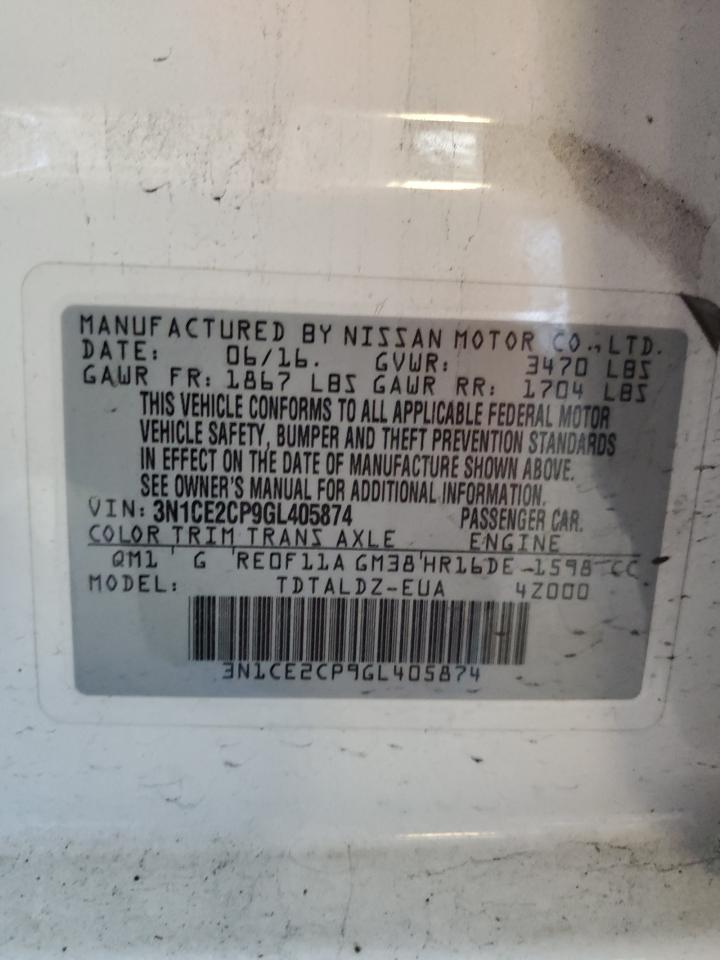 MANUFACTURED BY NISSAN MOTOR CO., LTD.
DATE: 06/16. GVWR: 3470 LBS
GAWR FR: 1867 LBS GAWR RR: 1704 LBS
THIS VEHICLE CONFORMS TO ALL APPLICABLE FEDERAL MOTOR
VEHICLE SAFETY, BUMPER AND THEFT PREVENTION STANDARDS
IN EFFECT ON THE DATE OF MANUFACTURE SHOWN ABOVE.
SEE OWNER'S MANUAL FOR ADDITIONAL INFORMATION.
VIN: 3N1CE2CP9GL405874 PASSENGER CAR.
COLOR TRIM TRANS AXLE ENGINE
QM1 G RE0F11A GM38 HR16DE-1598 CC
MODEL: TDTALDZ-EUA 4Z000
3N1CE2CP9GL405874